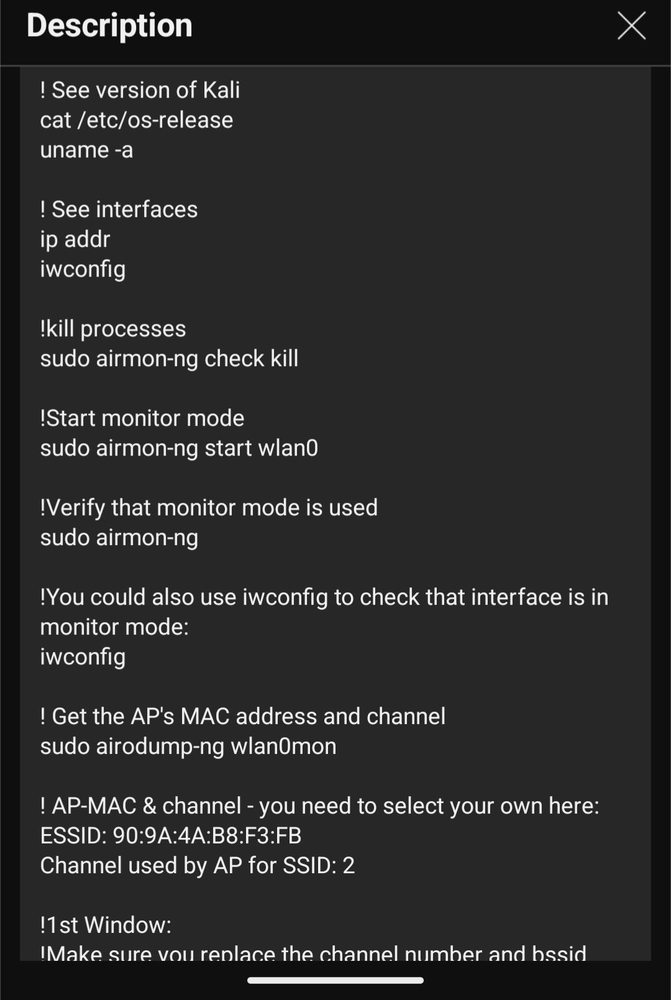 Description
! See version of Kali
cat /etc/os-release
uname -a
! See interfaces
ip addr
iwconfig
!kill processes
sudo airmon-ng check kill
!Start monitor mode
sudo airmon-ng start wlan0
!Verify that monitor mode is used
sudo airmon-ng
!You could also use iwconfig to check that interface is in
monitor mode:
iwconfig
! Get the AP's MAC address and channel
sudo airodump-ng wlan0mon
! AP-MAC & channel - you need to select your own here:
ESSID: 90:9A:4A:B8:F3:FB
Channel used by AP for SSID: 2
!1st Window:
!Make sure you replace the channel number and bssid